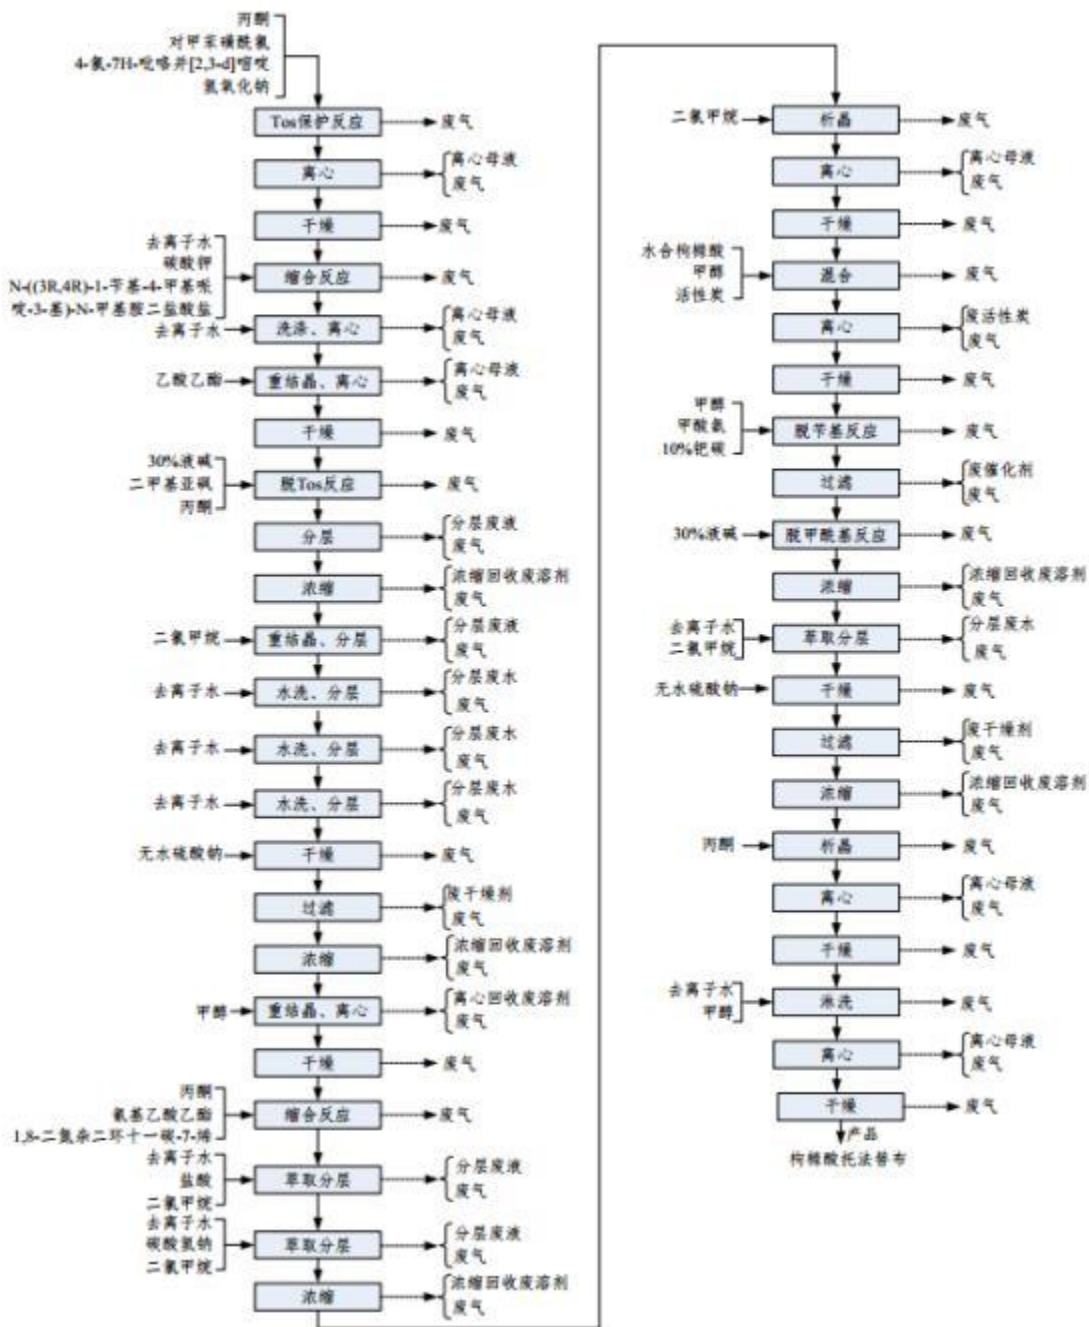 丙酮
对甲苯磺酰氯
4-氯-7H-吡咯并[2,3-d]嘧啶
氢氧化钠
Tos保护反应
废气
离心
离心母液
废气
干燥
废气
去离子水
碳酸钾
N-((3R,4R)-1-苄基-4-甲基哌
啶-3-基)-N-甲基胺二盐酸盐
缩合反应
废气
去离子水
洗涤、离心
离心母液
废气
乙酸乙酯
重结晶、离心
离心母液
废气
干燥
废气
30%液碱
二甲基亚砜
丙酮
脱Tos反应
废气
分层
分层废液
废气
浓缩
浓缩回收废溶剂
废气
二氯甲烷
重结晶、分层
分层废液
废气
去离子水
水洗、分层
分层废水
废气
去离子水
水洗、分层
分层废水
废气
去离子水
水洗、分层
分层废水
废气
无水硫酸钠
干燥
废气
过滤
废干燥剂
废气
浓缩
浓缩回收废溶剂
废气
甲醇
重结晶、离心
离心回收废溶剂
废气
干燥
废气
丙酮
氰基乙酸乙酯
1,8-二氮杂二环十一碳-7-烯
缩合反应
废气
去离子水
盐酸
二氯甲烷
萃取分层
分层废液
废气
去离子水
碳酸氢钠
二氯甲烷
萃取分层
分层废液
废气
浓缩
浓缩回收废溶剂
废气
二氯甲烷
析晶
废气
离心
离心母液
废气
干燥
废气
水合枸橼酸
甲醇
活性炭
混合
废气
离心
废活性炭
废气
干燥
废气
甲醇
甲酸氨
10%钯碳
脱苄基反应
废气
过滤
废催化剂
废气
30%液碱
脱甲酰基反应
废气
浓缩
浓缩回收废溶剂
废气
去离子水
二氯甲烷
萃取分层
分层废水
废气
无水硫酸钠
干燥
废气
过滤
废干燥剂
废气
浓缩
浓缩回收废溶剂
废气
丙酮
析晶
废气
离心
离心母液
废气
干燥
废气
去离子水
甲醇
淋洗
废气
离心
离心母液
废气
干燥
废气
产品
枸橼酸托法替布